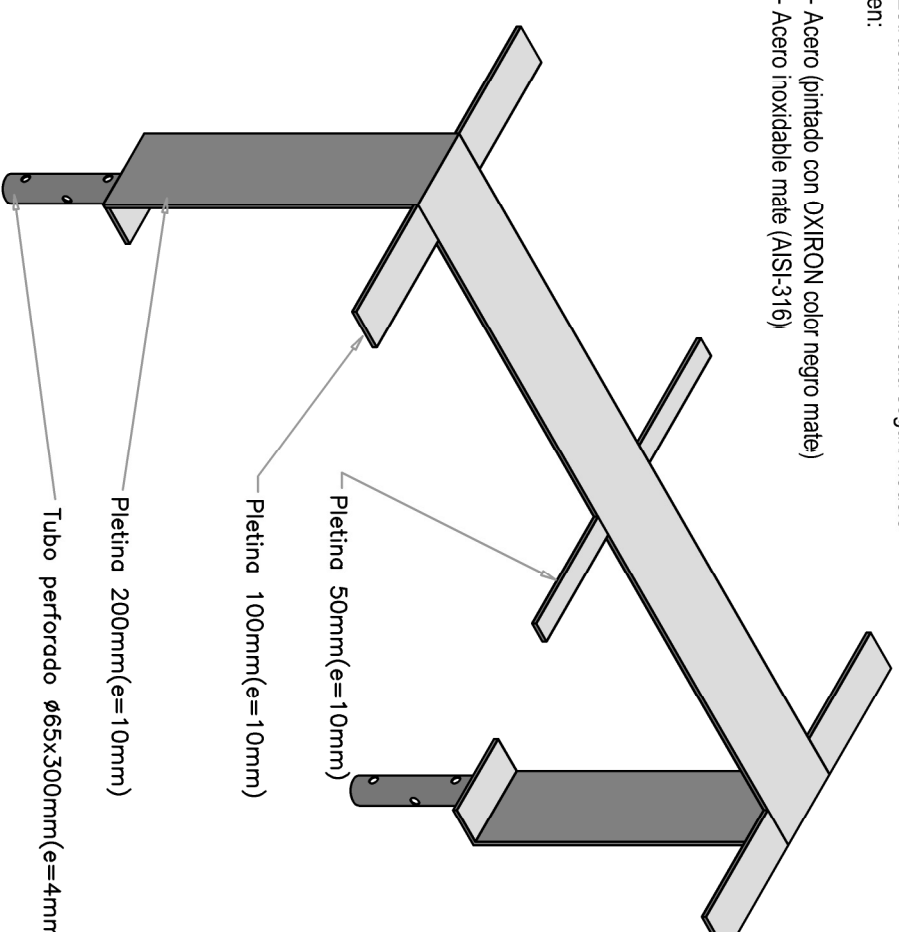 en:
- Acero (pintado con OXIRON color negro mate)
- Acero inoxidable mate (AISI-316)
Pletina 50mm(e=10mm)
Pletina 100mm(e=10mm)
Pletina 200mm(e=10mm)
Tubo perforado ø65x300mm(e=4mm